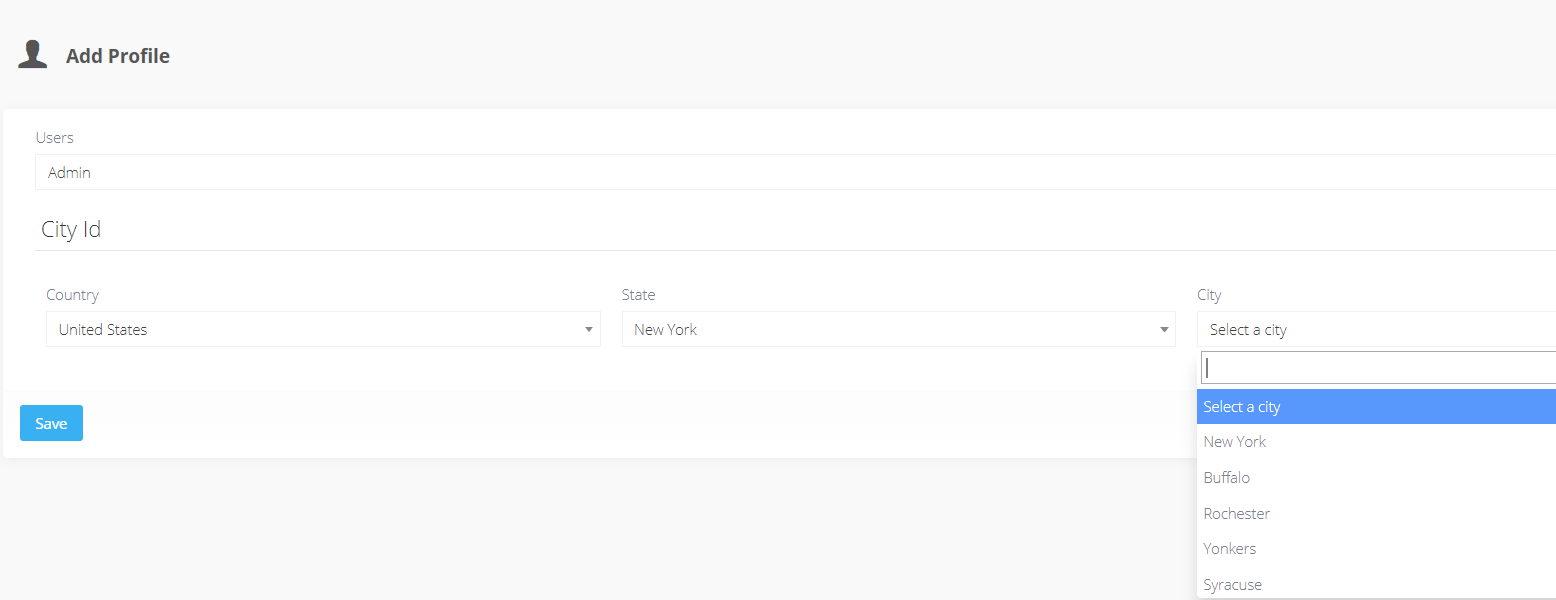 Add Profile
Users
Admin
City Id
Country
State
City
United States
New York
Select a city
Select a city
New York
Buffalo
Rochester
Yonkers
Syracuse
Save